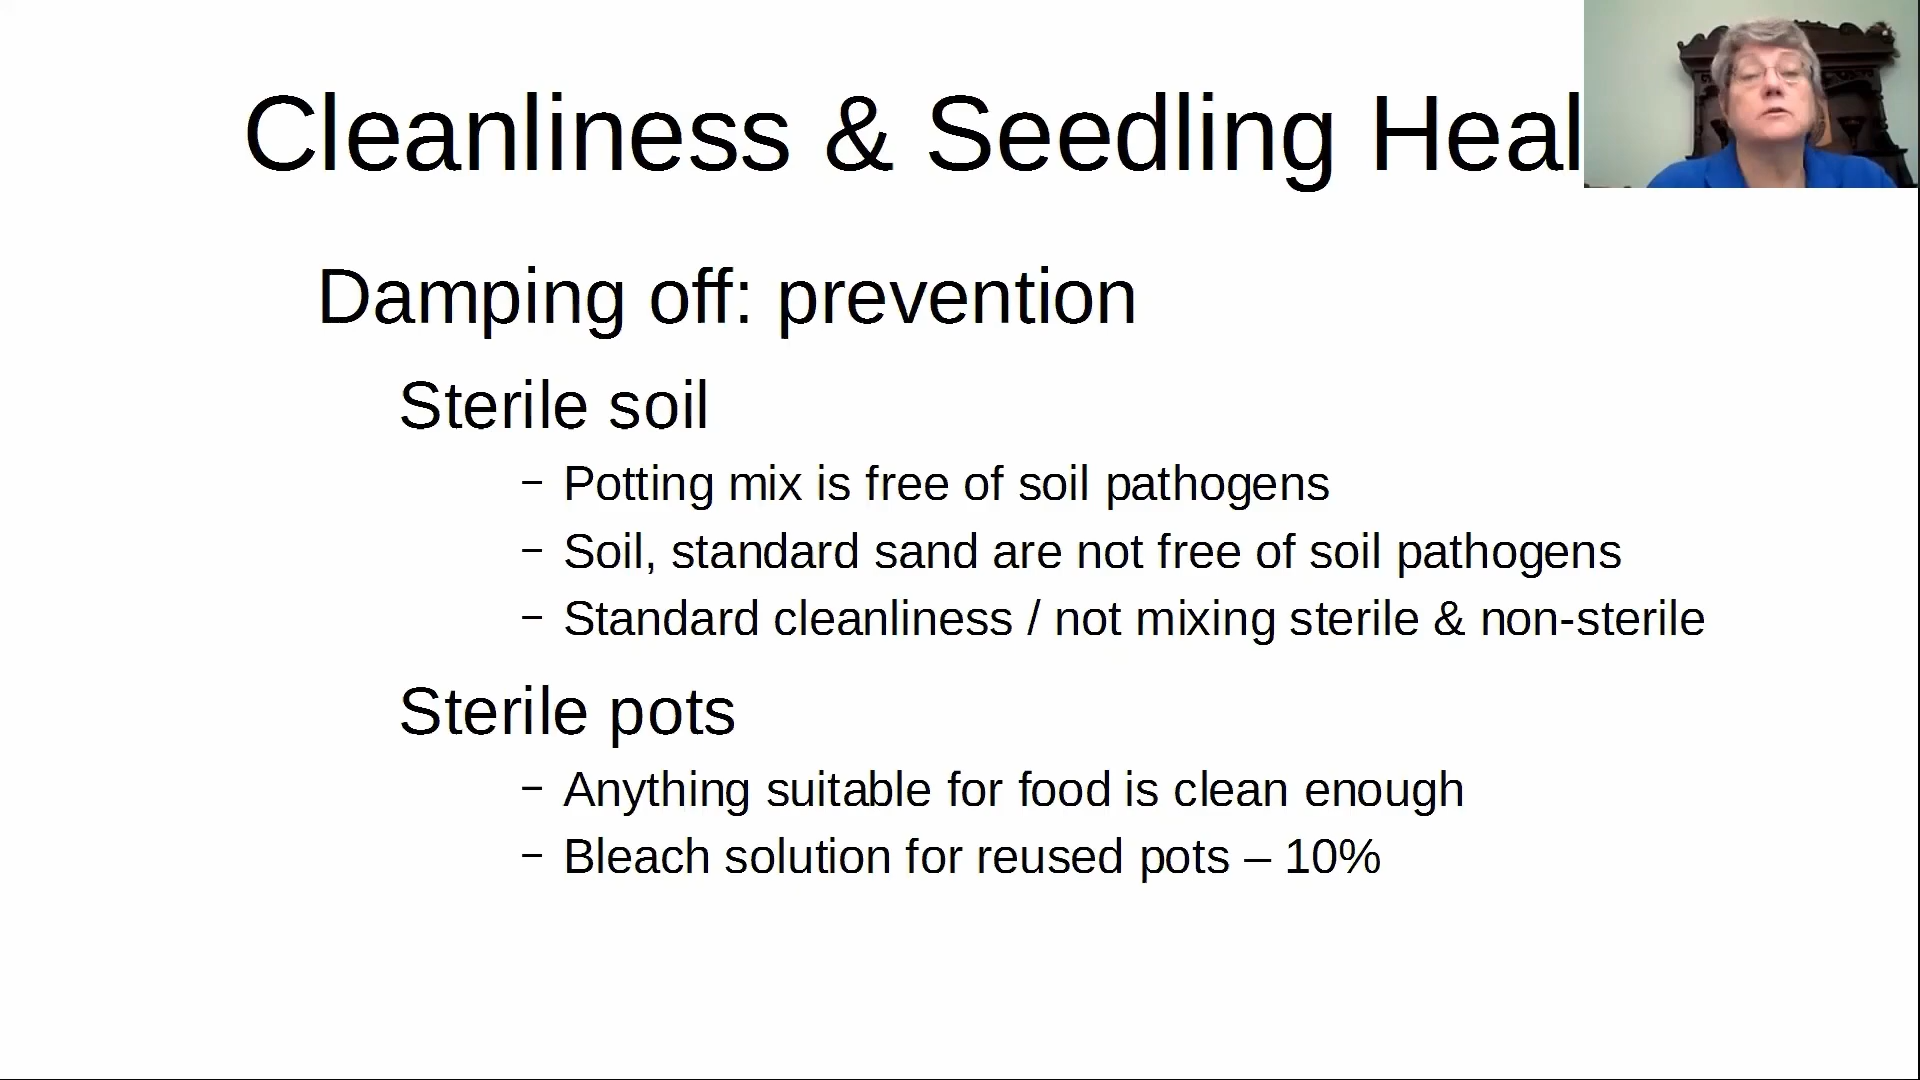 Cleanliness & Seedling Heal
Damping off: prevention
Sterile soil
– Potting mix is free of soil pathogens
– Soil, standard sand are not free of soil pathogens
– Standard cleanliness / not mixing sterile & non-sterile
Sterile pots
– Anything suitable for food is clean enough
– Bleach solution for reused pots – 10%